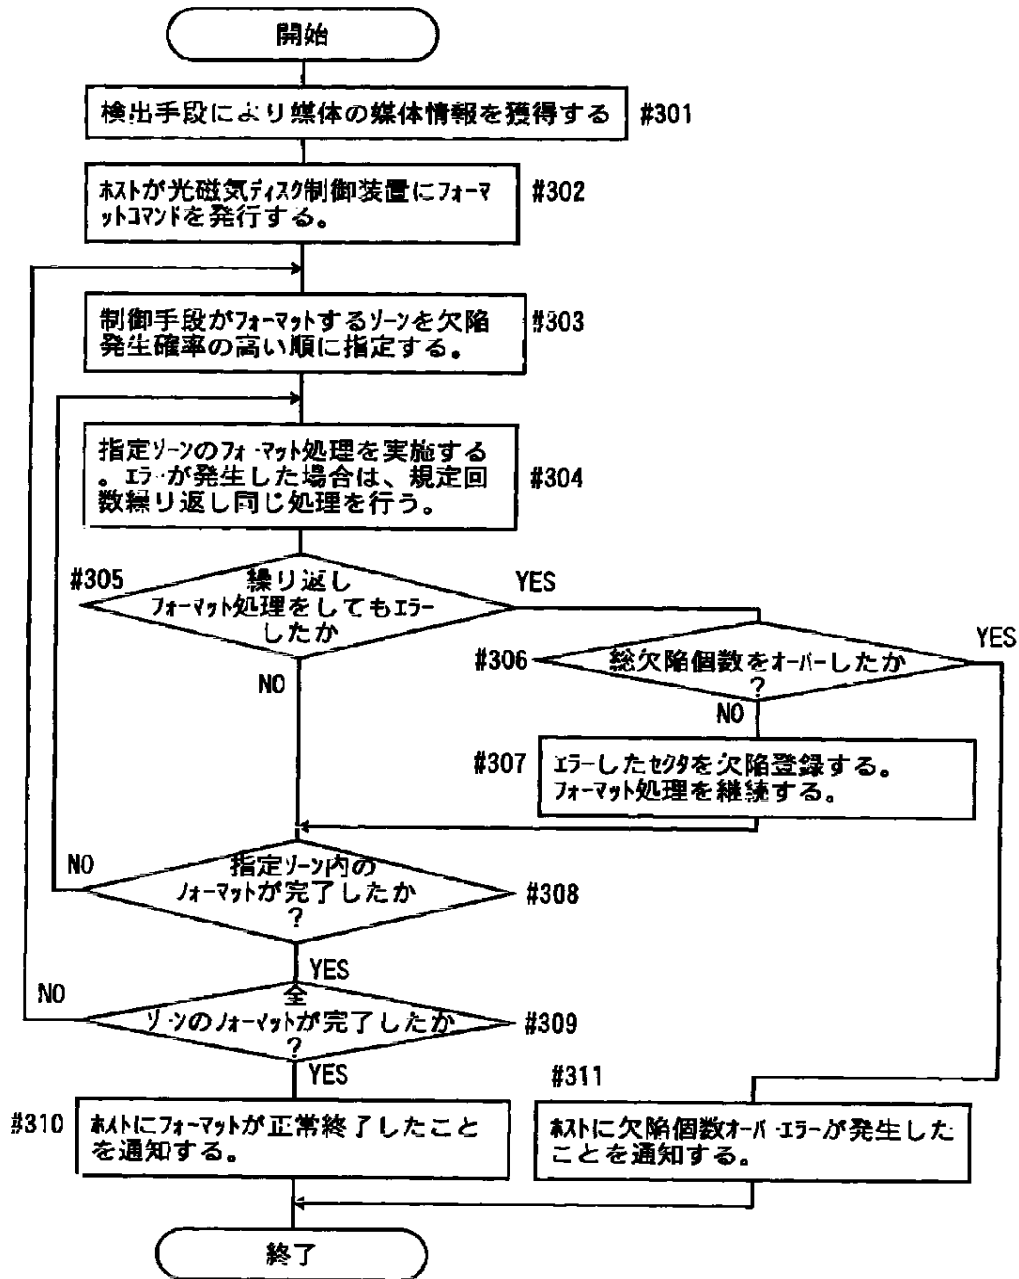 開始
検出手段により媒体の媒体情報を獲得する
#301
ホストが光磁気ディスク制御装置にフォーマ
ットコマンドを発行する。
#302
制御手段がフォーマットするゾーンを欠陥
発生確率の高い順に指定する。
#303
指定ゾーンのフォーマット処理を実施する
。エラーが発生した場合は、規定回
数繰り返し同じ処理を行う。
#304
#305
繰り返し
フォーマット処理をしてもエラー
したか
YES
NO
#306
総欠陥個数をオーバーしたか
?
YES
NO
#307
エラーしたセクタを欠陥登録する。
フォーマット処理を継続する。
NO
指定ゾーン内の
フォーマットが完了したか
?
#308
YES
NO
全
ゾーンのフォーマットが完了したか
?
#309
YES
#310
ホストにフォーマットが正常終了したこと
を通知する。
#311
ホストに欠陥個数オーバーエラーが発生した
ことを通知する。
終了